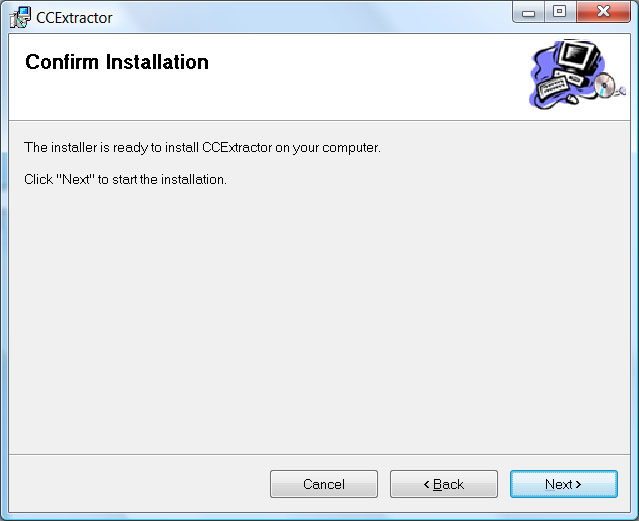 CCExtractor
Confirm Installation
The installer is ready to install CCExtractor on your computer.
Click "Next" to start the installation.
Cancel
< Back
Next >